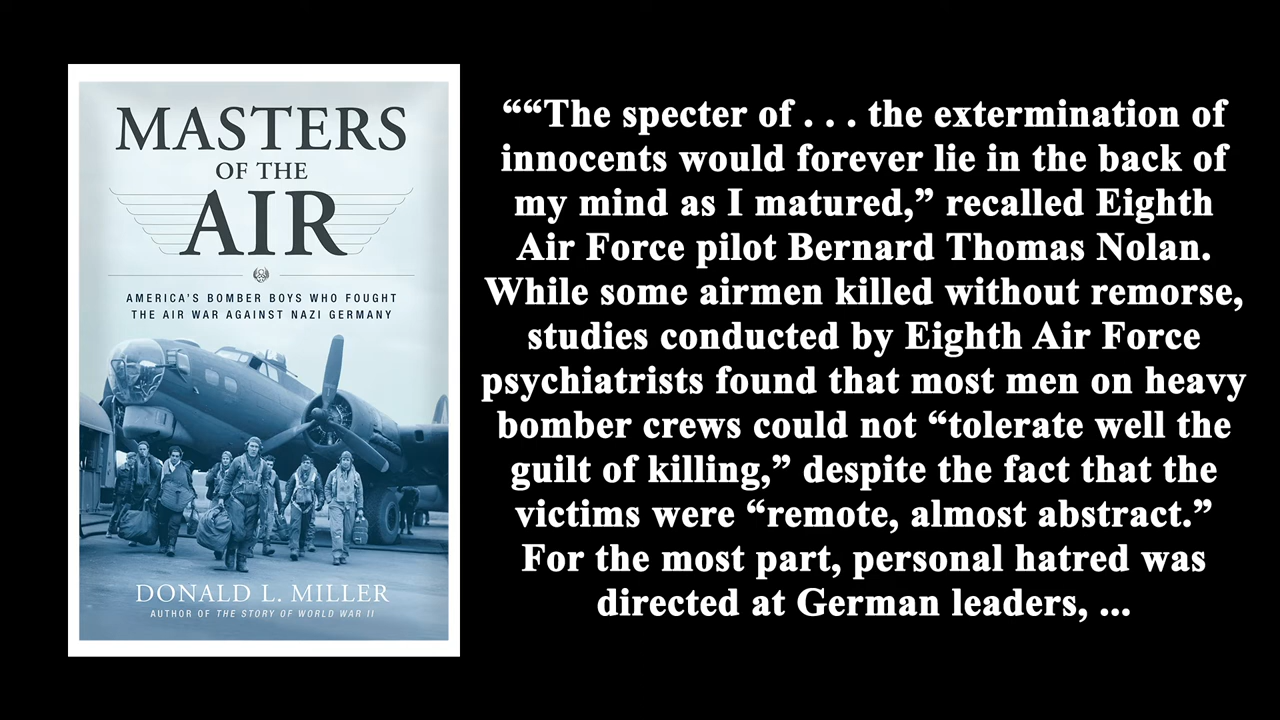 MASTERS
OF THE
AIR
AMERICA'S BOMBER BOYS WHO FOUGHT
THE AIR WAR AGAINST NAZI GERMANY
DONALD L. MILLER
AUTHOR OF THE STORY OF WORLD WAR II
““The specter of . . . the extermination of
innocents would forever lie in the back of
my mind as I matured,” recalled Eighth
Air Force pilot Bernard Thomas Nolan.
While some airmen killed without remorse,
studies conducted by Eighth Air Force
psychiatrists found that most men on heavy
bomber crews could not “tolerate well the
guilt of killing,” despite the fact that the
victims were “remote, almost abstract.”
For the most part, personal hatred was
directed at German leaders, ...